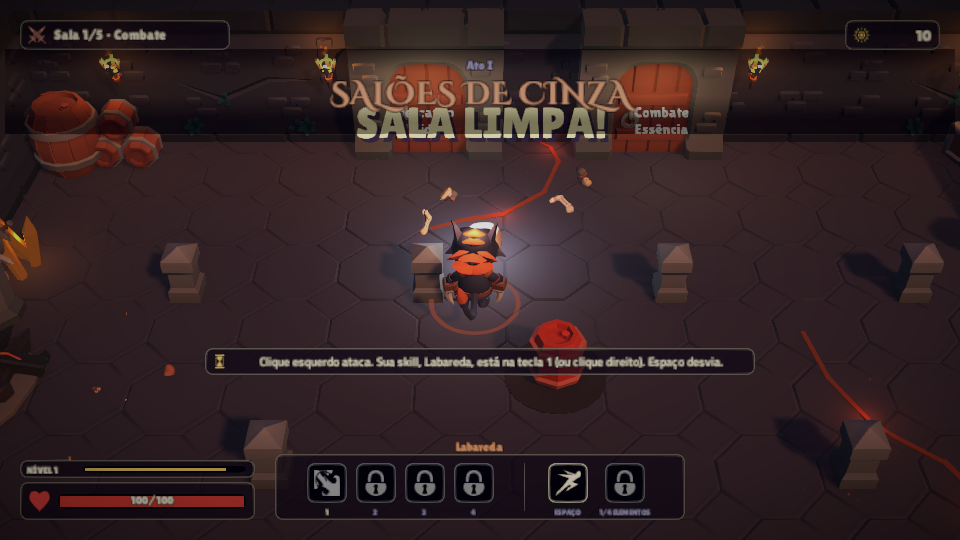 Sala 1/5 - Combate
10
Ato I
SALÕES DE CINZA
SALA LIMPA!
Combate
Essência
Clique esquerdo ataca. Sua skill, Labareda, está na tecla 1 (ou clique direito). Espaço desvia.
Labareda
NÍVEL 1
100/100
1
2
3
4
ESPAÇO
1/4 ELEMENTOS